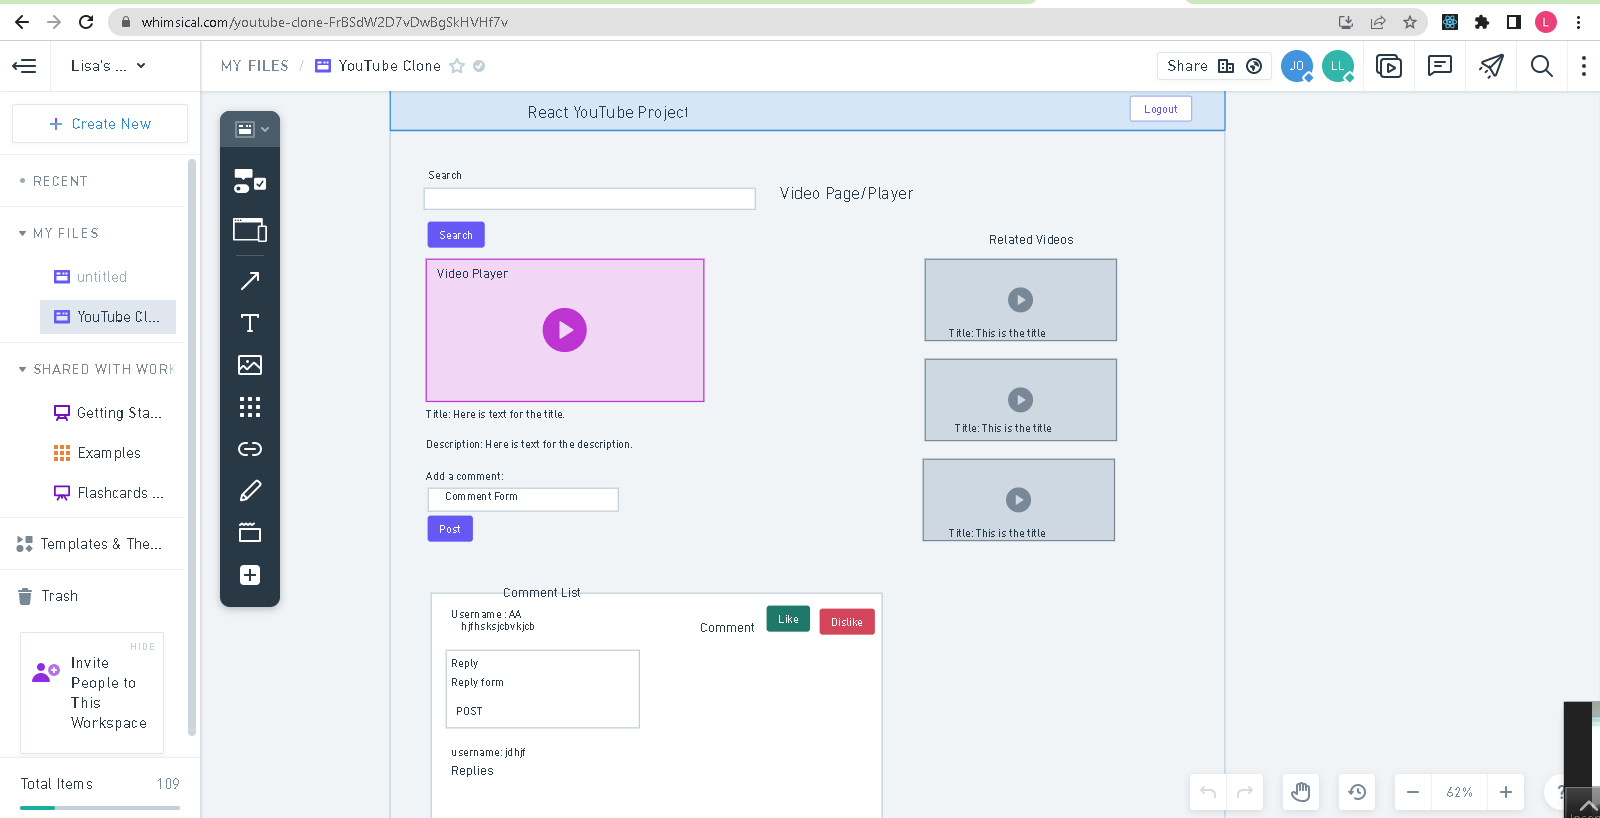 whimsical.com/youtube-clone-FrBSdW2D7vDwBgSkHVHf7v
L
Lisa's ...
MY FILES / YouTube Clone
Share
JO
LL
Create New
RECENT
MY FILES
untitled
YouTube Cl...
SHARED WITH WORK
Getting Sta...
Examples
Flashcards ...
Templates & The...
Trash
HIDE
Invite
People to
This
Workspace
Total Items 109
React YouTube Project
Logout
Search
Video Page/Player
Search
Related Videos
Video Player
Title: This is the title
Title: This is the title
Title: This is the title
Title: Here is text for the title.
Description: Here is text for the description.
Add a comment:
Comment Form
Post
Comment List
Username : AA
hjfhsksjcbvkjcb
Comment
Like
Dislike
Reply
Reply form
POST
username: jdhjf
Replies
62%
?